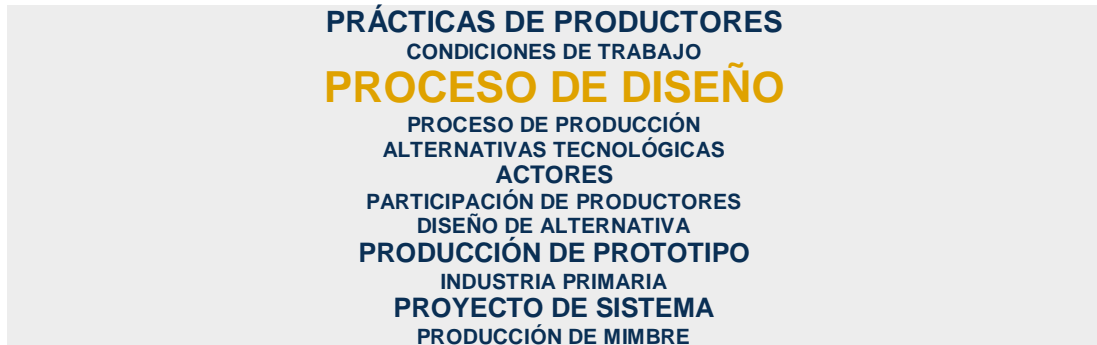 PRÁCTICAS DE PRODUCTORES
CONDICIONES DE TRABAJO
PROCESO DE DISEÑO
PROCESO DE PRODUCCIÓN
ALTERNATIVAS TECNOLÓGICAS
ACTORES
PARTICIPACIÓN DE PRODUCTORES
DISEÑO DE ALTERNATIVA
PRODUCCIÓN DE PROTOTIPO
INDUSTRIA PRIMARIA
PROYECTO DE SISTEMA
PRODUCCIÓN DE MIMBRE